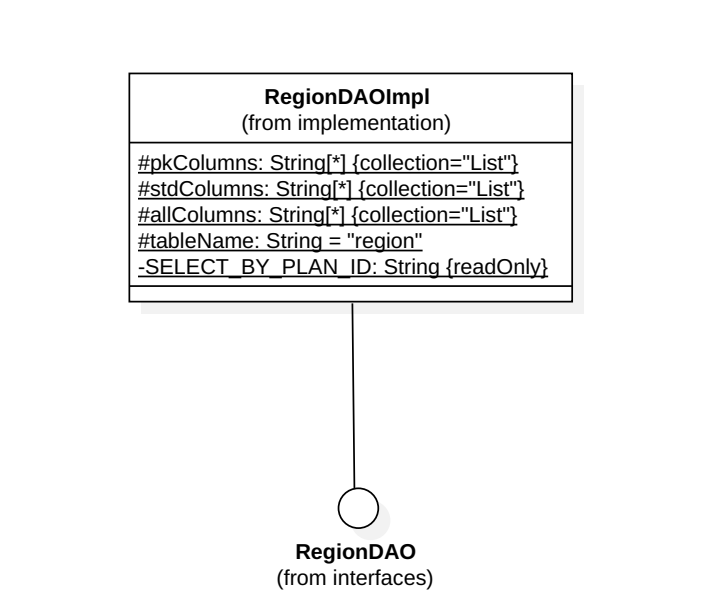 RegionDAOImpl
(from implementation)
#pkColumns: String[*] {collection="List"}
#stdColumns: String[*] {collection="List"}
#allColumns: String[*] {collection="List"}
#tableName: String = "region"
-SELECT_BY_PLAN_ID: String {readOnly}
RegionDAO
(from interfaces)